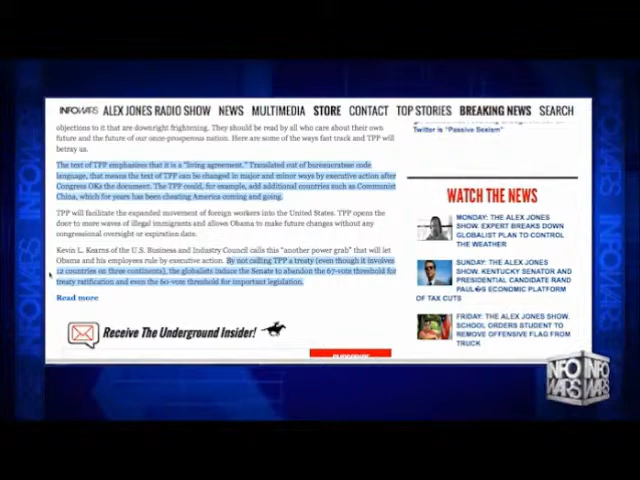 INFOWARS ALEX JONES RADIO SHOW NEWS MULTIMEDIA STORE CONTACT TOP STORIES BREAKING NEWS SEARCH
objections to it that are downright frightening. They should be read by all who care about their own
future and the future of our once-prosperous nation. Here are some of the ways fast track and TPP will
betray us.
The text of TPP emphasizes that it is a "living agreement." Translated out of bureaucratese
language, that means the text of TPP can be changed in major and minor ways by executive action after
Congress OKs the document. The TPP could, for example, add additional countries such as Communist
China, which for years has been cheating America coming and going.
TPP will facilitate the expanded movement of foreign workers into the United States. TPP opens the
door to more waves of illegal immigrants and allows Obama to make future changes without any
congressional oversight or expiration date.
Kevin L. Kearns of the U.S. Business and Industry Council calls this "another power grab" that will let
Obama and his employees rule by executive action. By not calling TPP a treaty (even though it involves
12 countries on three continents), the globalists induce the Senate to abandon the 67-vote threshold for
treaty ratification and even the 60-vote threshold for important legislation.
Read more
Receive The Underground Insider!
SUBSCRIBE
Twitter is "Passive Sexism"
WATCH THE NEWS
MONDAY: THE ALEX JONES
SHOW. EXPERT BREAKS DOWN
GLOBALIST PLAN TO CONTROL
THE WEATHER
SUNDAY: THE ALEX JONES
SHOW. KENTUCKY SENATOR AND
PRESIDENTIAL CANDIDATE RAND
PAUL�S ECONOMIC PLATFORM
OF TAX CUTS
FRIDAY: THE ALEX JONES SHOW.
SCHOOL ORDERS STUDENT TO
REMOVE OFFENSIVE FLAG FROM
TRUCK
INFO INFO
WARS WARS